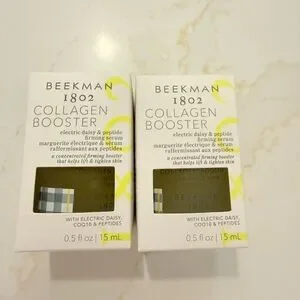 BEEKMAN
1802
COLLAGEN
BOOSTER
electric daisy & peptide
firming serum
marguerite électrique & sérum
raffermissant aux peptides
a concentrated firming booster
that helps lift & tighten skin
WITH ELECTRIC DAISY,
COQ10 & PEPTIDES
0.5 fl oz | 15 mL
BEEKMAN
1802
COLLAGEN
BOOSTER
electric daisy & peptide
firming serum
marguerite électrique & sérum
raffermissant aux peptides
a concentrated firming booster
that helps lift & tighten skin
BEEKMAN
WITH ELECTRIC DAISY,
COQ10 & PEPTIDES
0.5 fl oz | 15 mL